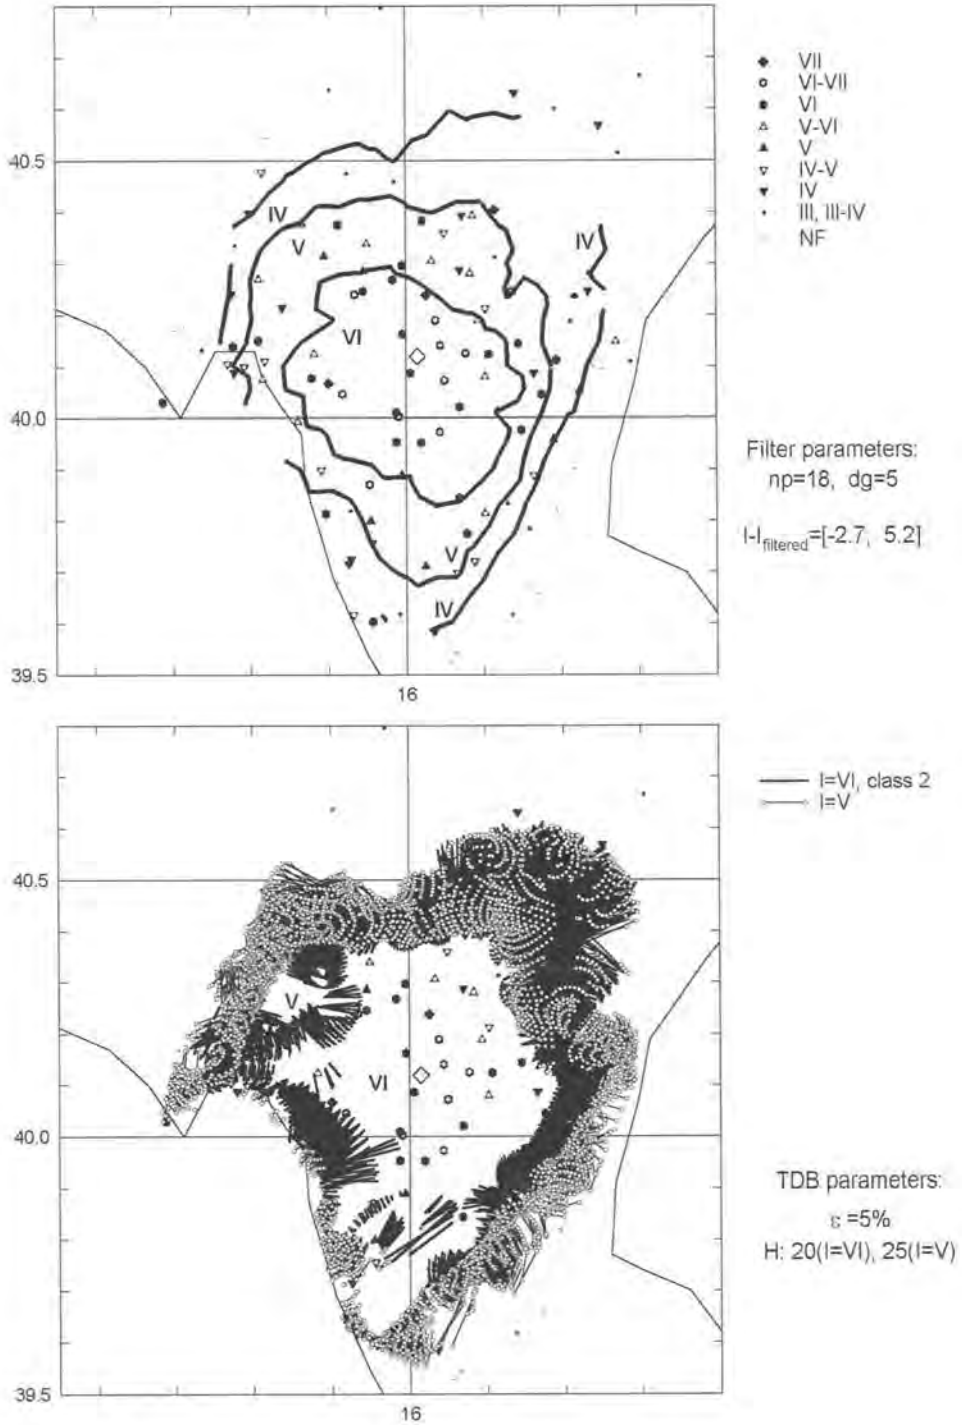 VII
VI-VII
VI
V-VI
V
IV-V
IV
III, III-IV
NF
40.5
IV
IV
V
VI
40.0
Filter parameters:
np=18, dg=5
I-Ifiltered=[-2.7; 5.2]
V
IV
39.5
16
I=VI, class 2
I=V
40.5
V
VI
40.0
TDB parameters:
ε =5%
H: 20(I=VI), 25(I=V)
39.5
16